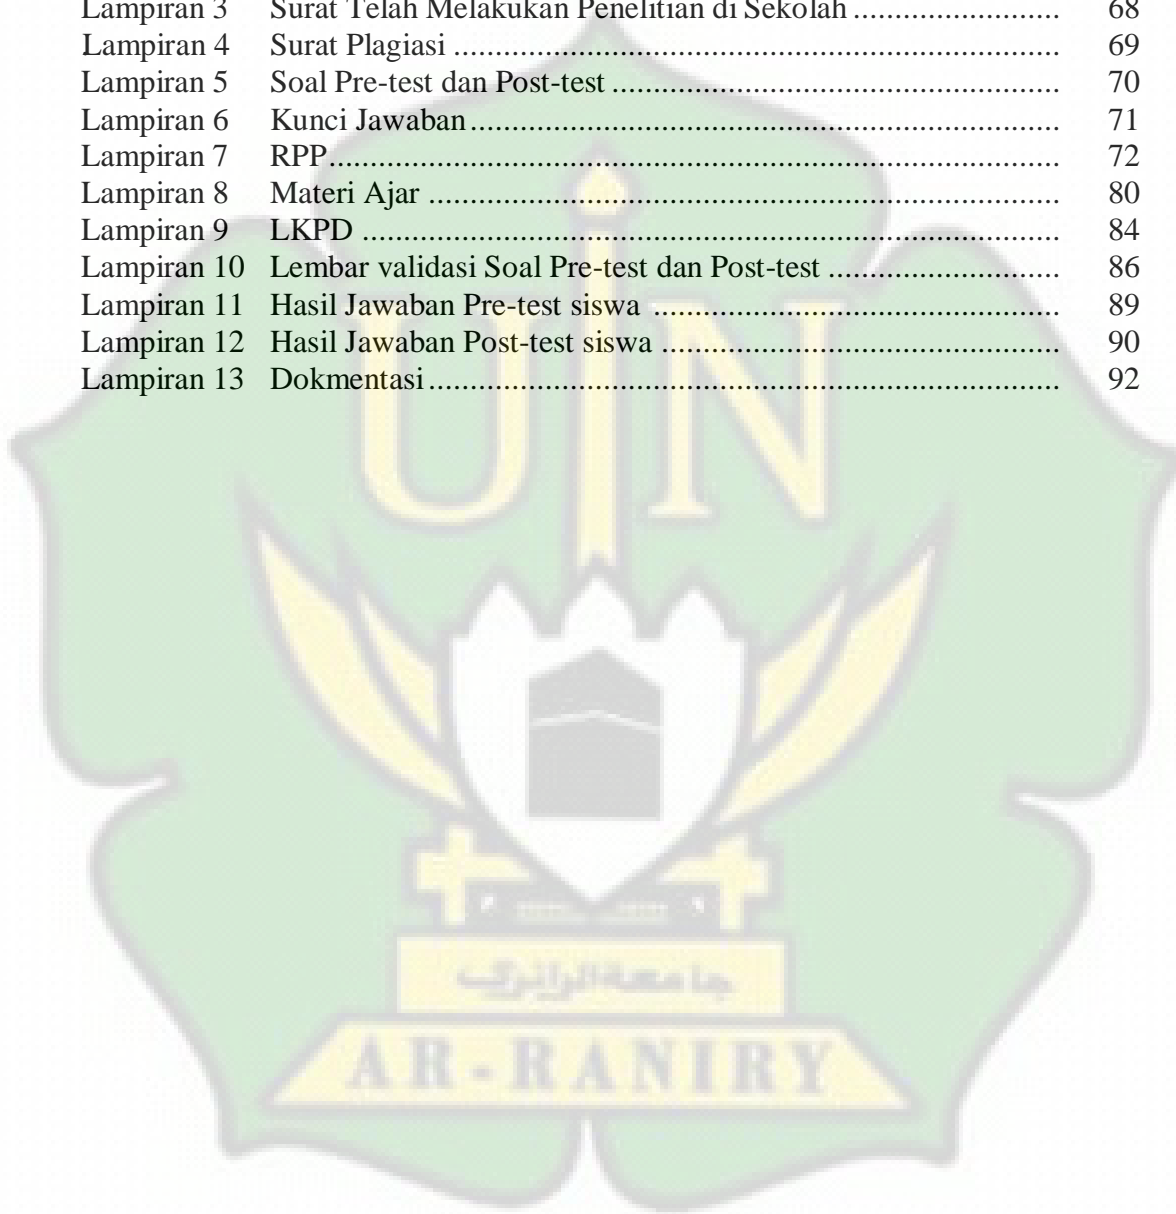 Lampiran 3 Surat Telah Melakukan Penelitian di Sekolah ......................... 68
Lampiran 4 Surat Plagiasi ......................................................................... 69
Lampiran 5 Soal Pre-test dan Post-test ...................................................... 70
Lampiran 6 Kunci Jawaban ....................................................................... 71
Lampiran 7 RPP ........................................................................................ 72
Lampiran 8 Materi Ajar ............................................................................ 80
Lampiran 9 LKPD .................................................................................... 84
Lampiran 10 Lembar validasi Soal Pre-test dan Post-test ............................ 86
Lampiran 11 Hasil Jawaban Pre-test siswa ................................................. 89
Lampiran 12 Hasil Jawaban Post-test siswa ................................................ 90
Lampiran 13 Dokmentasi ............................................................................ 92
UIN
جامعة الرانري
AR-RANIRY